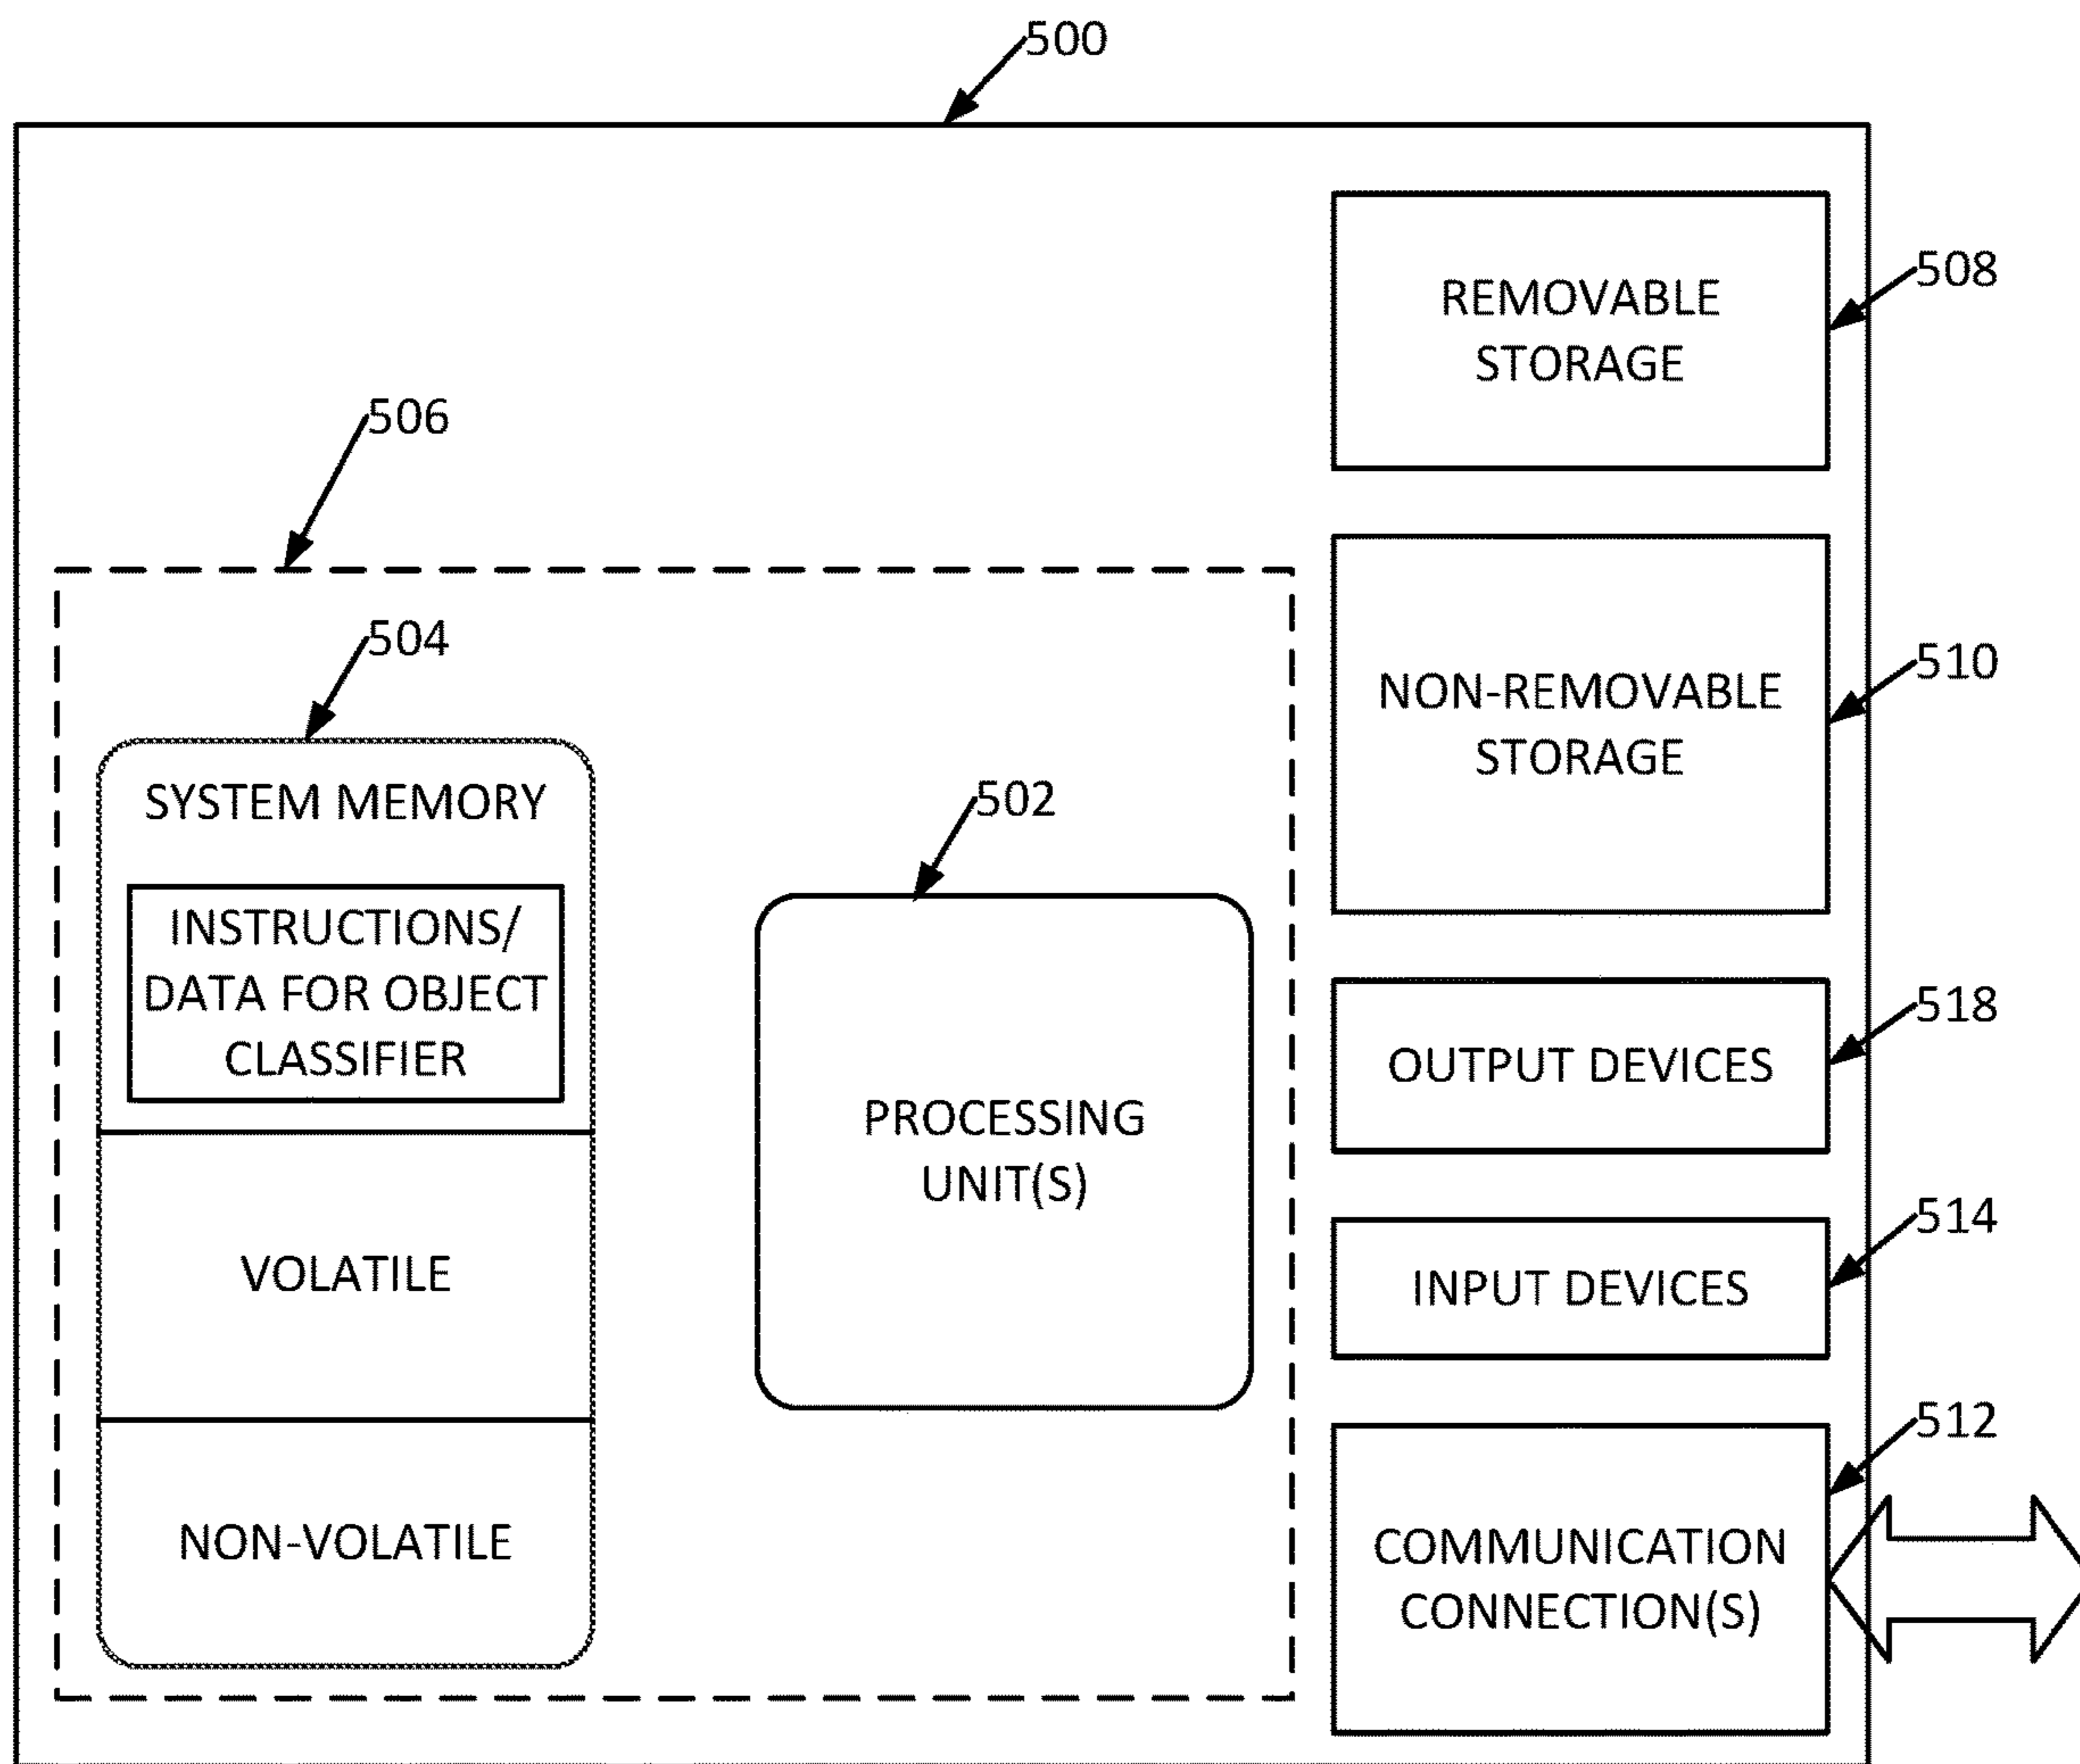 500
REMOVABLE
STORAGE
508
506
NON-REMOVABLE
STORAGE
510
504
SYSTEM MEMORY
INSTRUCTIONS/
DATA FOR OBJECT
CLASSIFIER
VOLATILE
NON-VOLATILE
502
PROCESSING
UNIT(S)
OUTPUT DEVICES
518
INPUT DEVICES
514
COMMUNICATION
CONNECTION(S)
512